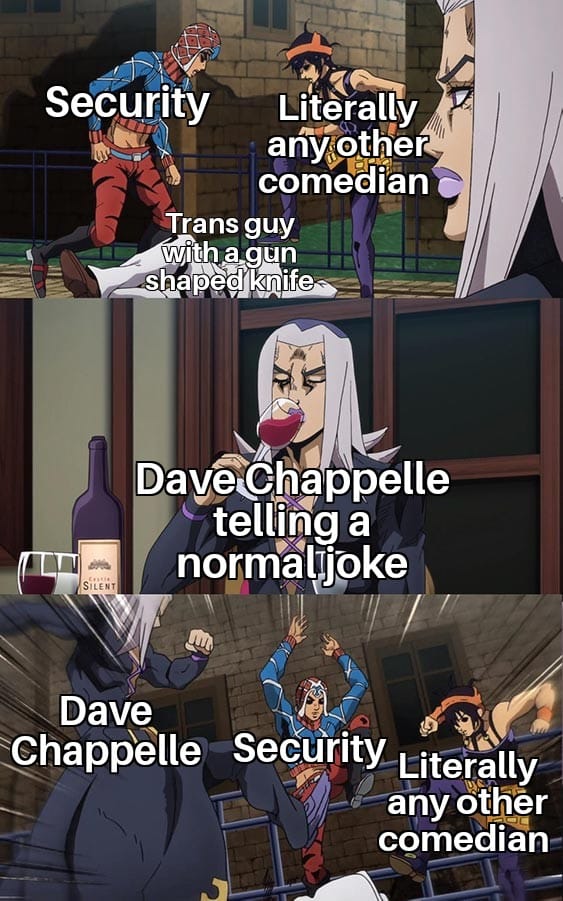 Security
Literally
any other
comedian
Trans guy
with a gun
shaped knife
Dave Chappelle
telling a
normal joke
SILENT
Dave
Chappelle
Security
Literally
any other
comedian